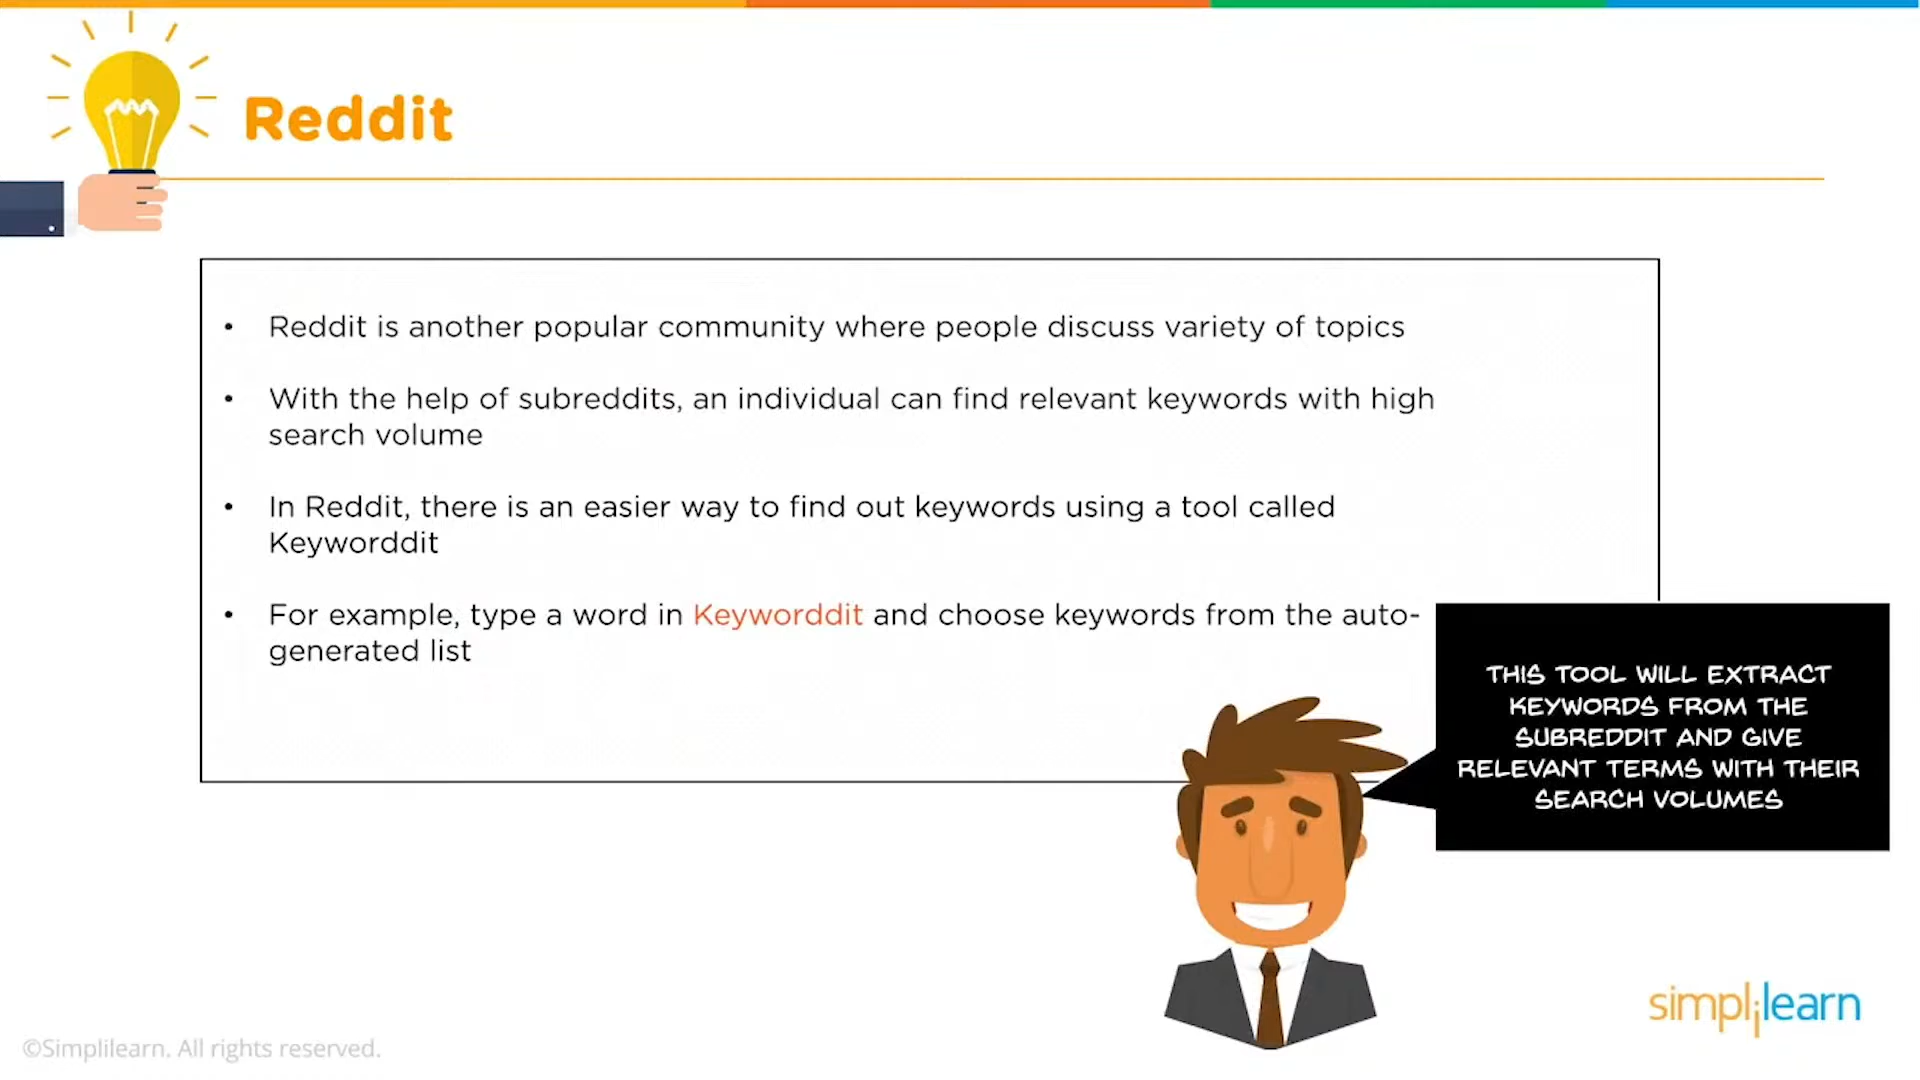 Reddit
• Reddit is another popular community where people discuss variety of topics
• With the help of subreddits, an individual can find relevant keywords with high
search volume
• In Reddit, there is an easier way to find out keywords using a tool called
Keyworddit
• For example, type a word in Keyworddit and choose keywords from the auto-
generated list
THIS TOOL WILL EXTRACT
KEYWORDS FROM THE
SUBREDDIT AND GIVE
RELEVANT TERMS WITH THEIR
SEARCH VOLUMES
simplilearn
©Simplilearn. All rights reserved.